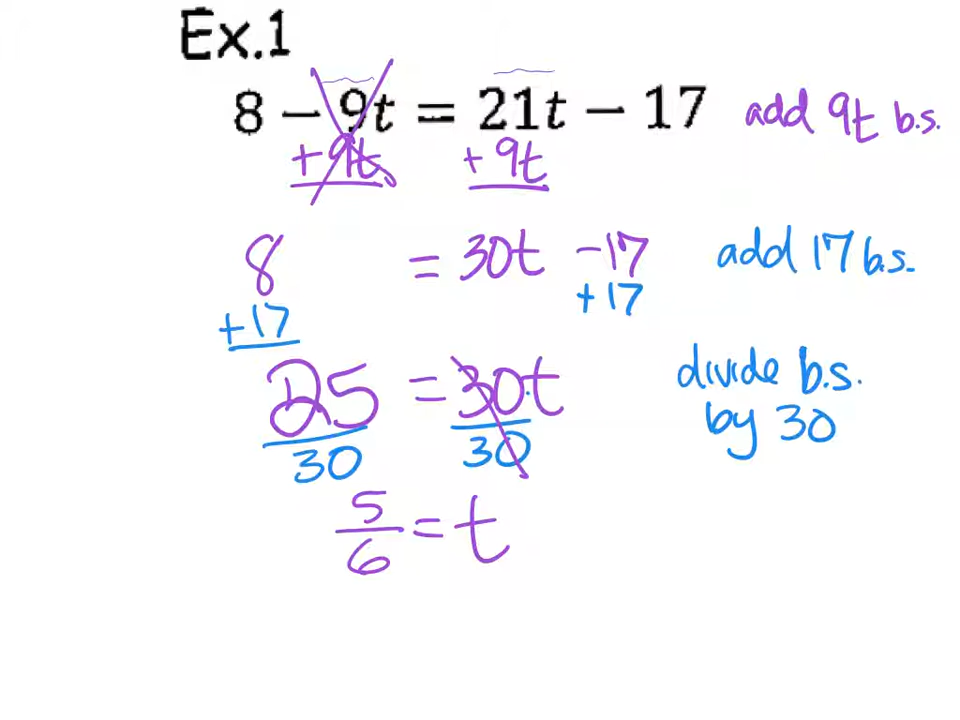 Ex.1
8 − 9t = 21t − 17 add 9t b.s.
+9t +9t
8 = 30t −17 add 17 b.s.
+17 +17
25 = 30t divide b.s.
30 30 by 30
5/6 = t